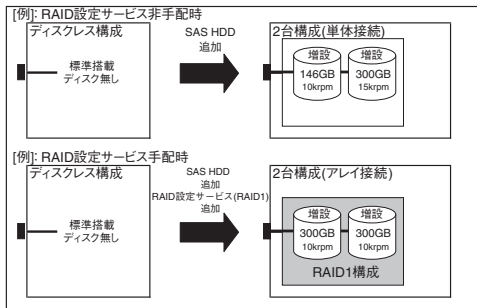 [例]: RAID設定サービス非手配時
ディスクレス構成
標準搭載
ディスク無し
SAS HDD
追加
2台構成(単体接続)
増設
146GB
10krpm
増設
300GB
15krpm
[例]: RAID設定サービス手配時
ディスクレス構成
標準搭載
ディスク無し
SAS HDD
追加
RAID設定サービス(RAID1)
追加
2台構成(アレイ接続)
増設
300GB
10krpm
増設
300GB
10krpm
RAID1構成